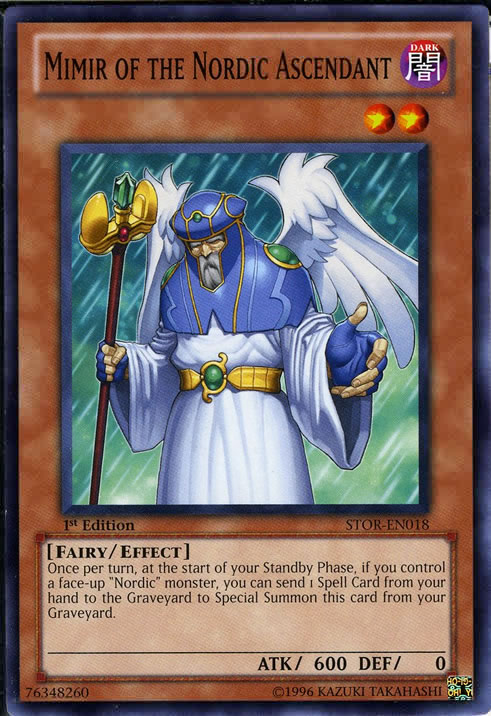 MIMIR OF THE NORDIC ASCENDANT
DARK
闇
1st Edition
STOR-EN018
[FAIRY/EFFECT]
Once per turn, at the start of your Standby Phase, if you control
a face-up "Nordic" monster, you can send 1 Spell Card from your
hand to the Graveyard to Special Summon this card from your
Graveyard.
ATK/ 600 DEF/ 0
76348260
©1996 KAZUKI TAKAHASHI